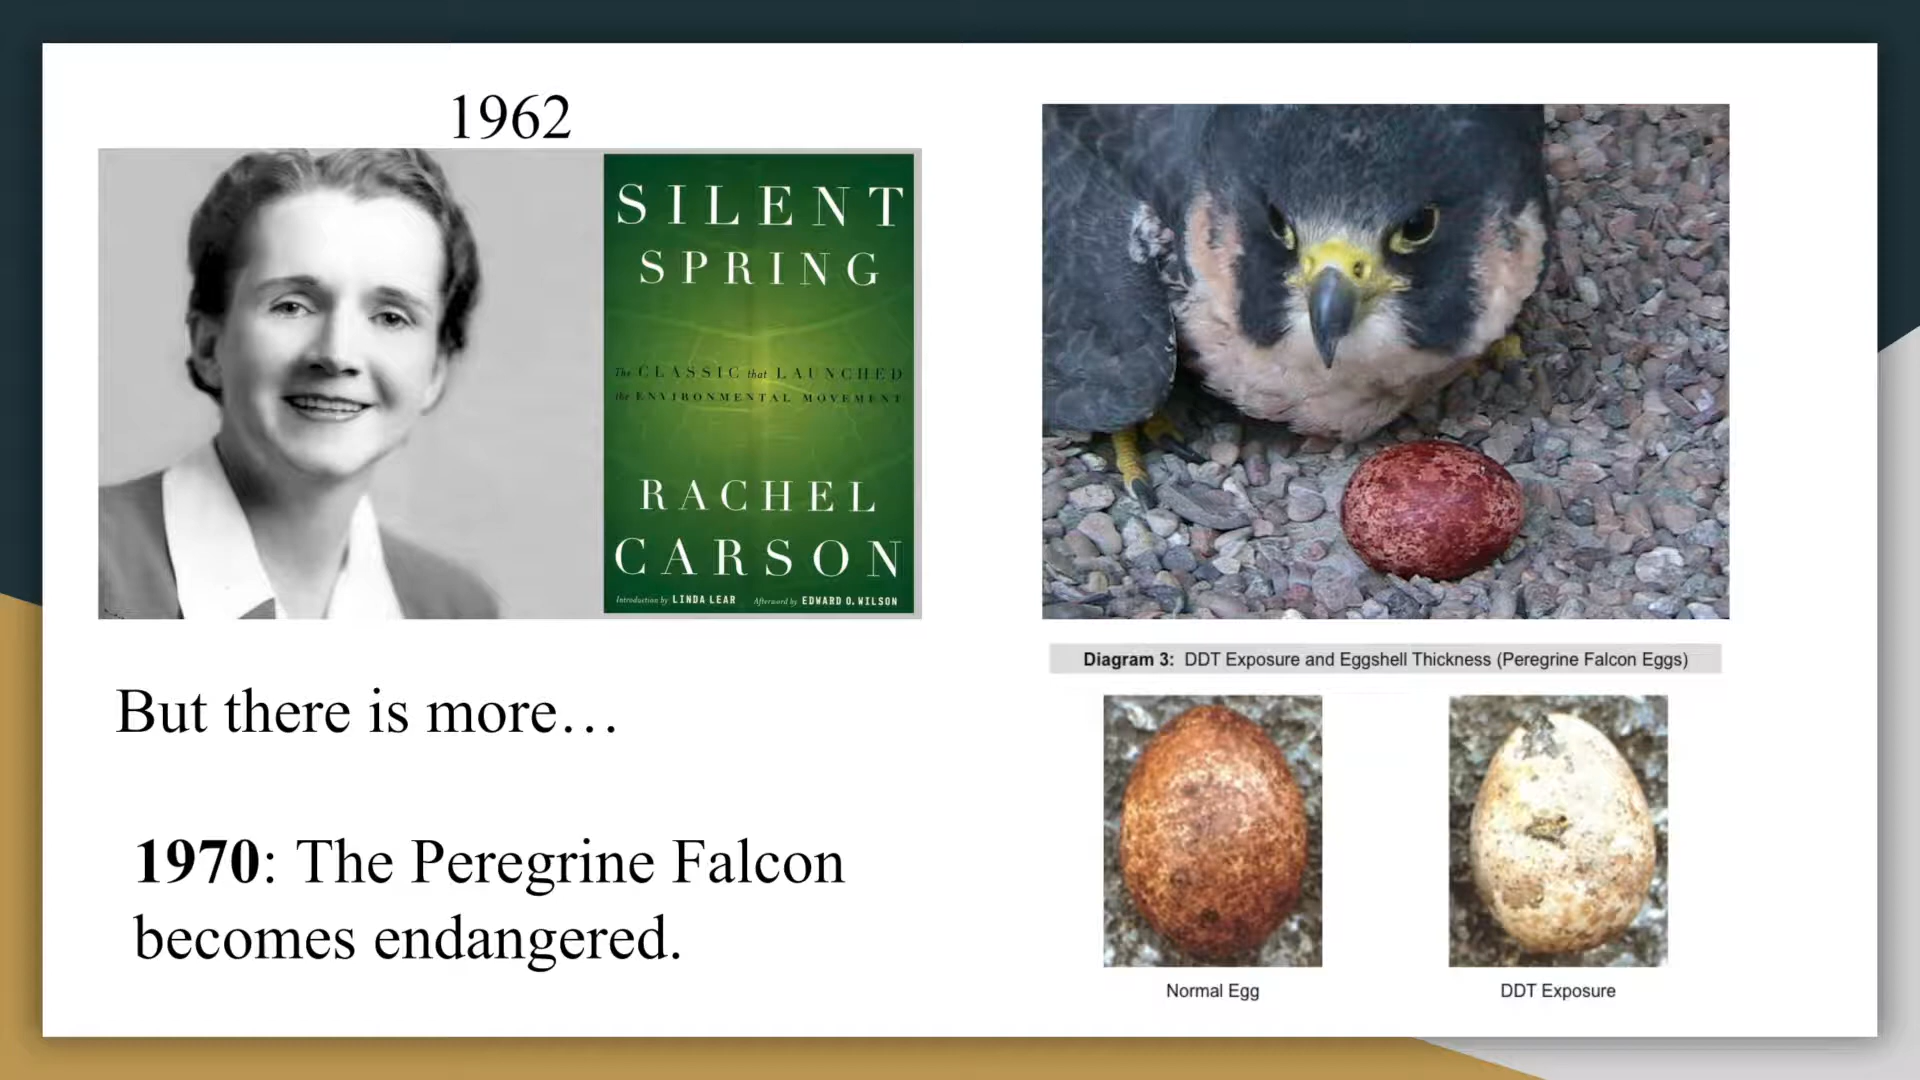 1962
SILENT
SPRING
The CLASSIC that LAUNCHED
the ENVIRONMENTAL MOVEMENT
RACHEL
CARSON
Introduction by LINDA LEAR Afterword by EDWARD O. WILSON
But there is more…
1970: The Peregrine Falcon
becomes endangered.
Diagram 3: DDT Exposure and Eggshell Thickness (Peregrine Falcon Eggs)
Normal Egg
DDT Exposure